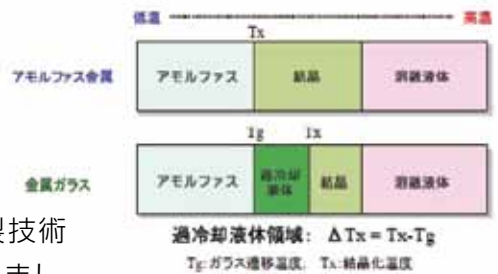 低温 高温
Tx
アモルファス金属 アモルファス 結晶 溶融液体
Tg Tx
金属ガラス アモルファス 過冷却液体 結晶 溶融液体
製技術
過冷却液体領域: ΔTx = Tx-Tg
Tg:ガラス遷移温度, Tx:結晶化温度